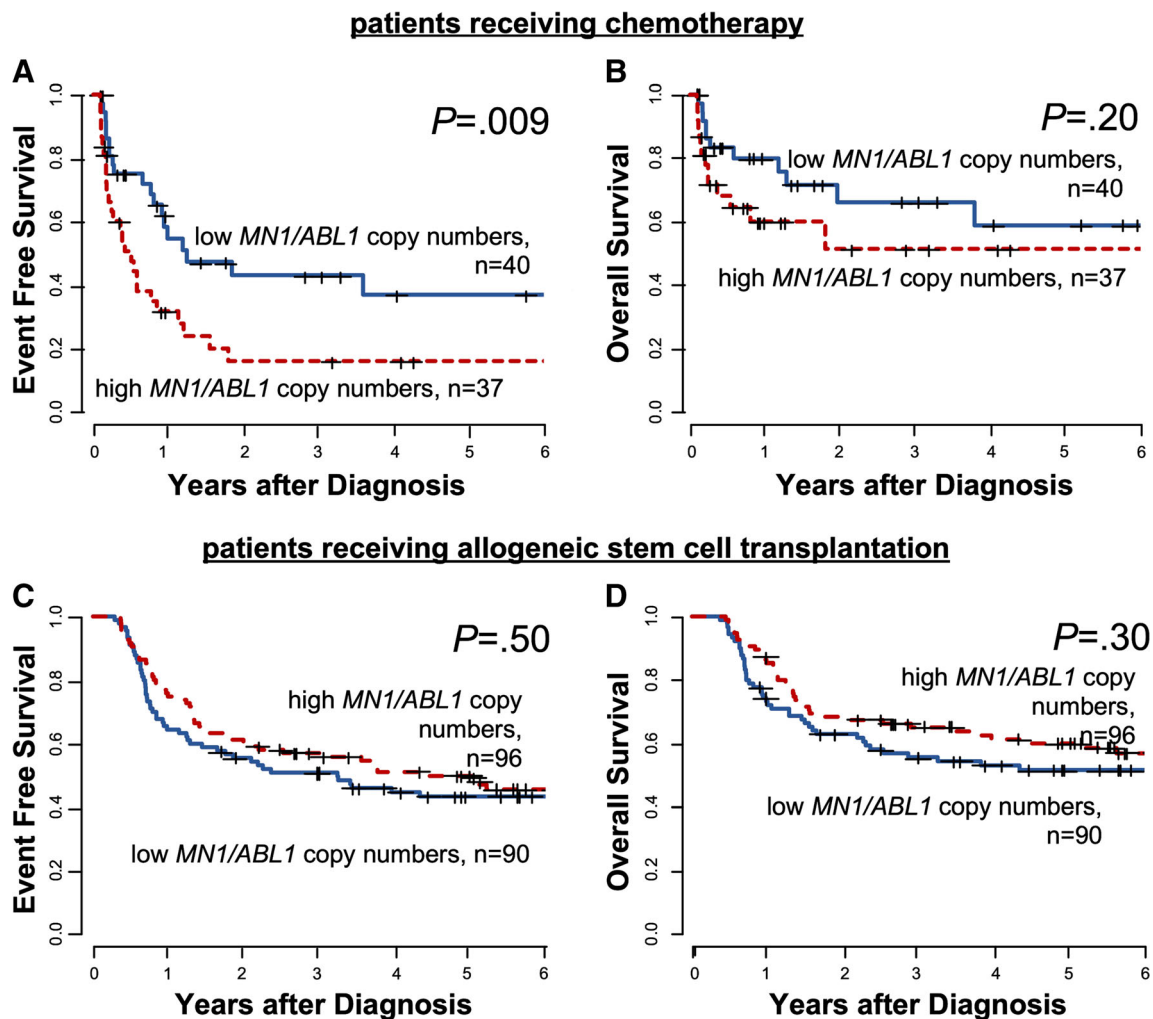 patients receiving chemotherapy
A
1.0
0.8
0.6
0.4
0.2
0.0
Event Free Survival
P=.009
low MN1/ABL1 copy numbers,
n=40
high MN1/ABL1 copy numbers, n=37
0 1 2 3 4 5 6
Years after Diagnosis
B
1.0
0.8
0.6
0.4
0.2
0.0
Overall Survival
P=.20
low MN1/ABL1 copy numbers,
n=40
high MN1/ABL1 copy numbers, n=37
0 1 2 3 4 5 6
Years after Diagnosis
patients receiving allogeneic stem cell transplantation
C
1.0
0.8
0.6
0.4
0.2
0.0
Event Free Survival
P=.50
high MN1/ABL1 copy
numbers,
n=96
low MN1/ABL1 copy numbers, n=90
0 1 2 3 4 5 6
Years after Diagnosis
D
1.0
0.8
0.6
0.4
0.2
0.0
Overall Survival
P=.30
high MN1/ABL1 copy
numbers,
n=96
low MN1/ABL1 copy numbers,
n=90
0 1 2 3 4 5 6
Years after Diagnosis